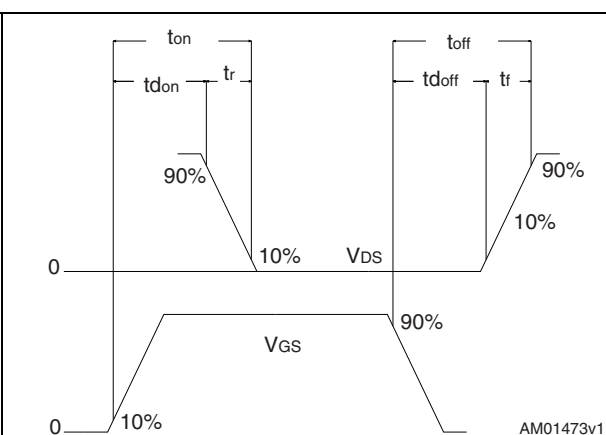 ton toff
tdon tr tdoff tf
90% 90%
10%
10% VDS
0
90%
VGS
10%
0 AM01473v1